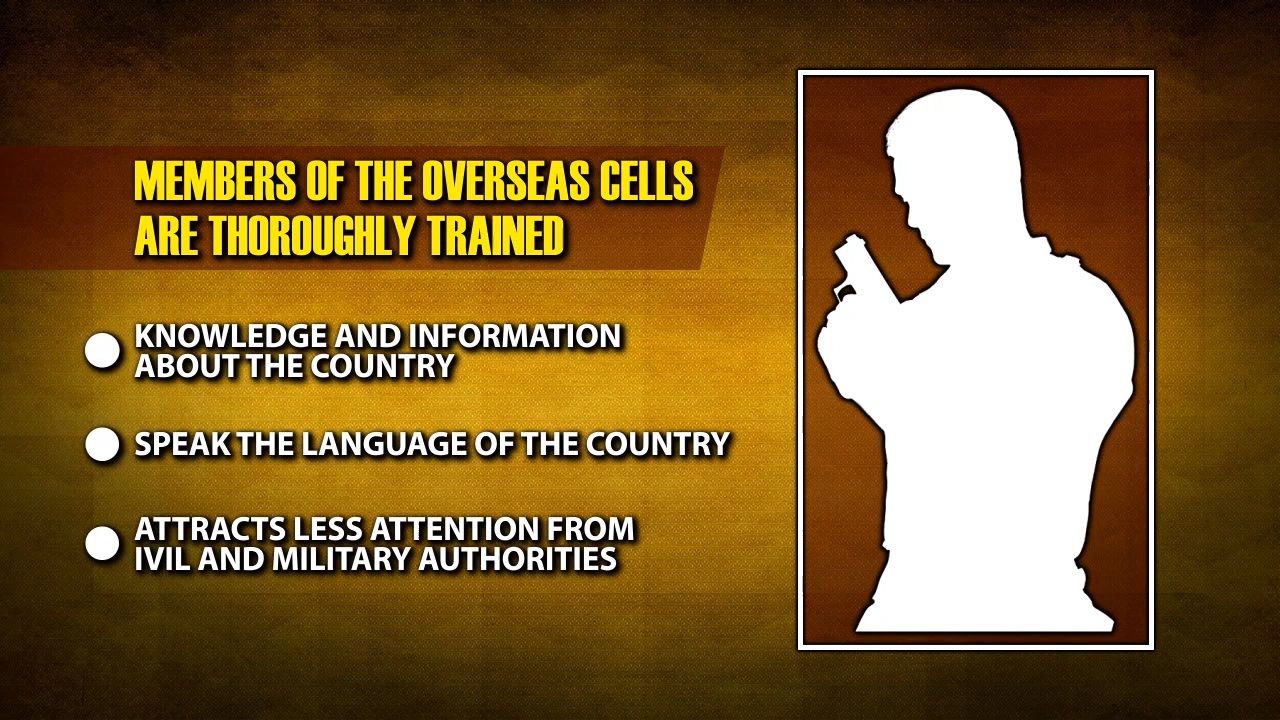 MEMBERS OF THE OVERSEAS CELLS
ARE THOROUGHLY TRAINED
KNOWLEDGE AND INFORMATION
ABOUT THE COUNTRY
SPEAK THE LANGUAGE OF THE COUNTRY
ATTRACTS LESS ATTENTION FROM
IVIL AND MILITARY AUTHORITIES